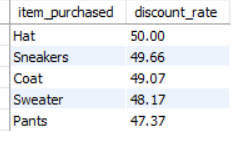 item_purchased discount_rate
Hat 50.00
Sneakers 49.66
Coat 49.07
Sweater 48.17
Pants 47.37